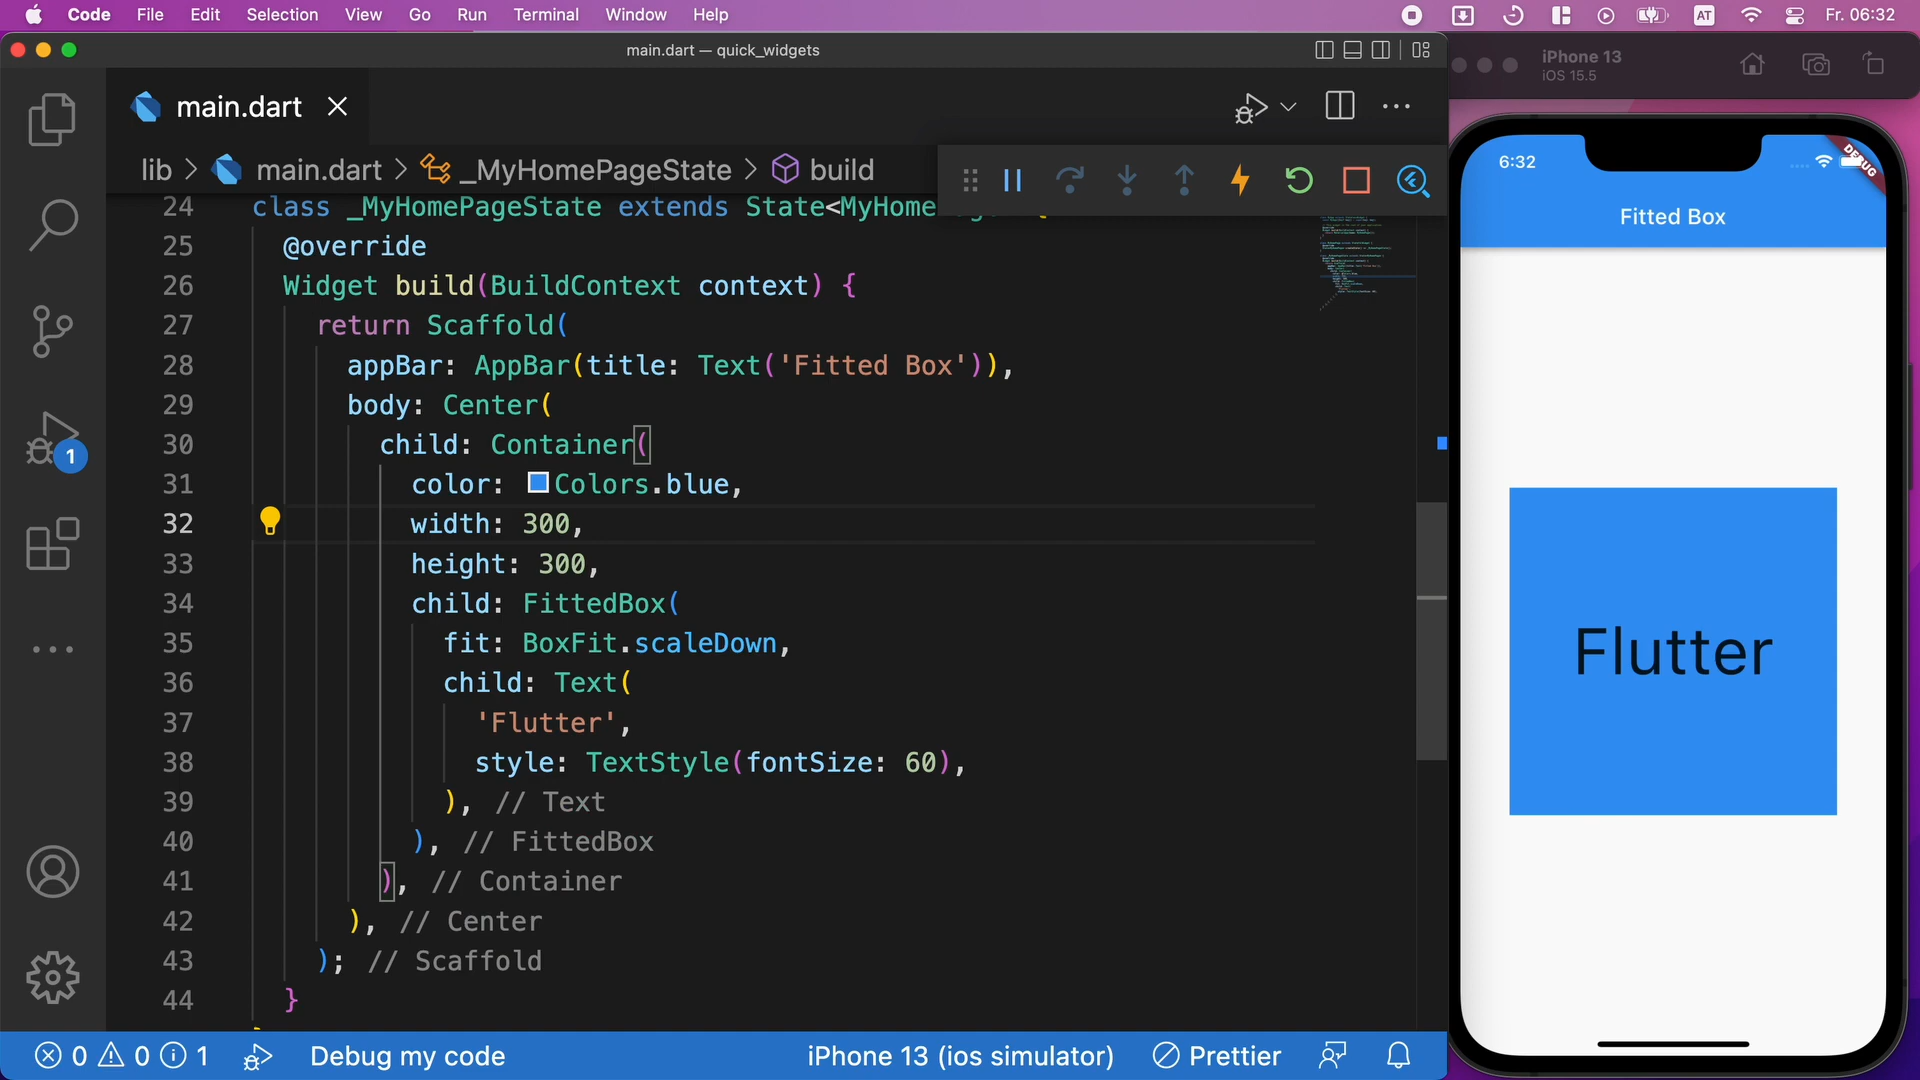 Code File Edit Selection View Go Run Terminal Window Help AT Fr. 06:32
main.dart — quick_widgets
main.dart
lib > main.dart > _MyHomePageState > build
24 class _MyHomePageState extends State<MyHome
25 @override
26 Widget build(BuildContext context) {
27 return Scaffold(
28 appBar: AppBar(title: Text('Fitted Box')),
29 body: Center(
30 child: Container(
31 color: Colors.blue,
32 width: 300,
33 height: 300,
34 child: FittedBox(
35 fit: BoxFit.scaleDown,
36 child: Text(
37 'Flutter',
38 style: TextStyle(fontSize: 60),
39 ), // Text
40 ), // FittedBox
41 ), // Container
42 ), // Center
43 ); // Scaffold
44 }
1
0 0 1 Debug my code iPhone 13 (ios simulator) Prettier
iPhone 13
iOS 15.5
6:32
DEBUG
Fitted Box
Flutter